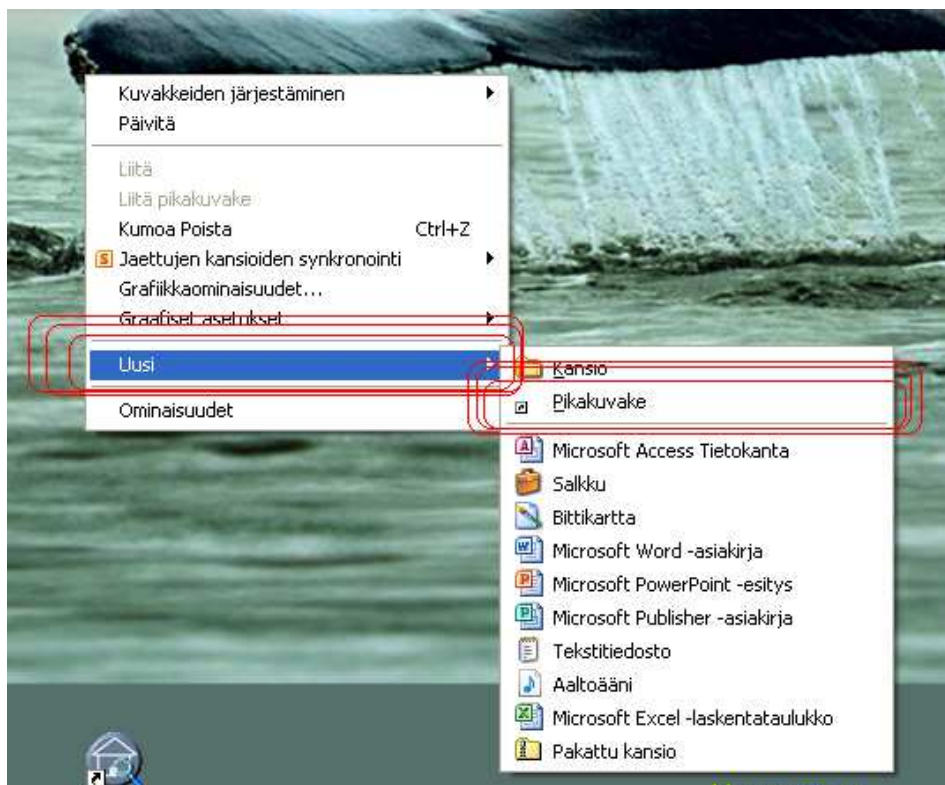 Kuvakkeiden järjestäminen
Päivitä
Liitä
Liitä pikakuvake
Kumoa Poista Ctrl+Z
Jaettujen kansioiden synkronointi
Grafiikkaominaisuudet...
Graafiset asetukset
Uusi
Ominaisuudet
Kansio
Pikakuvake
Microsoft Access Tietokanta
Salkku
Bittikartta
Microsoft Word -asiakirja
Microsoft PowerPoint -esitys
Microsoft Publisher -asiakirja
Tekstitiedosto
Aaltoääni
Microsoft Excel -laskentataulukko
Pakattu kansio